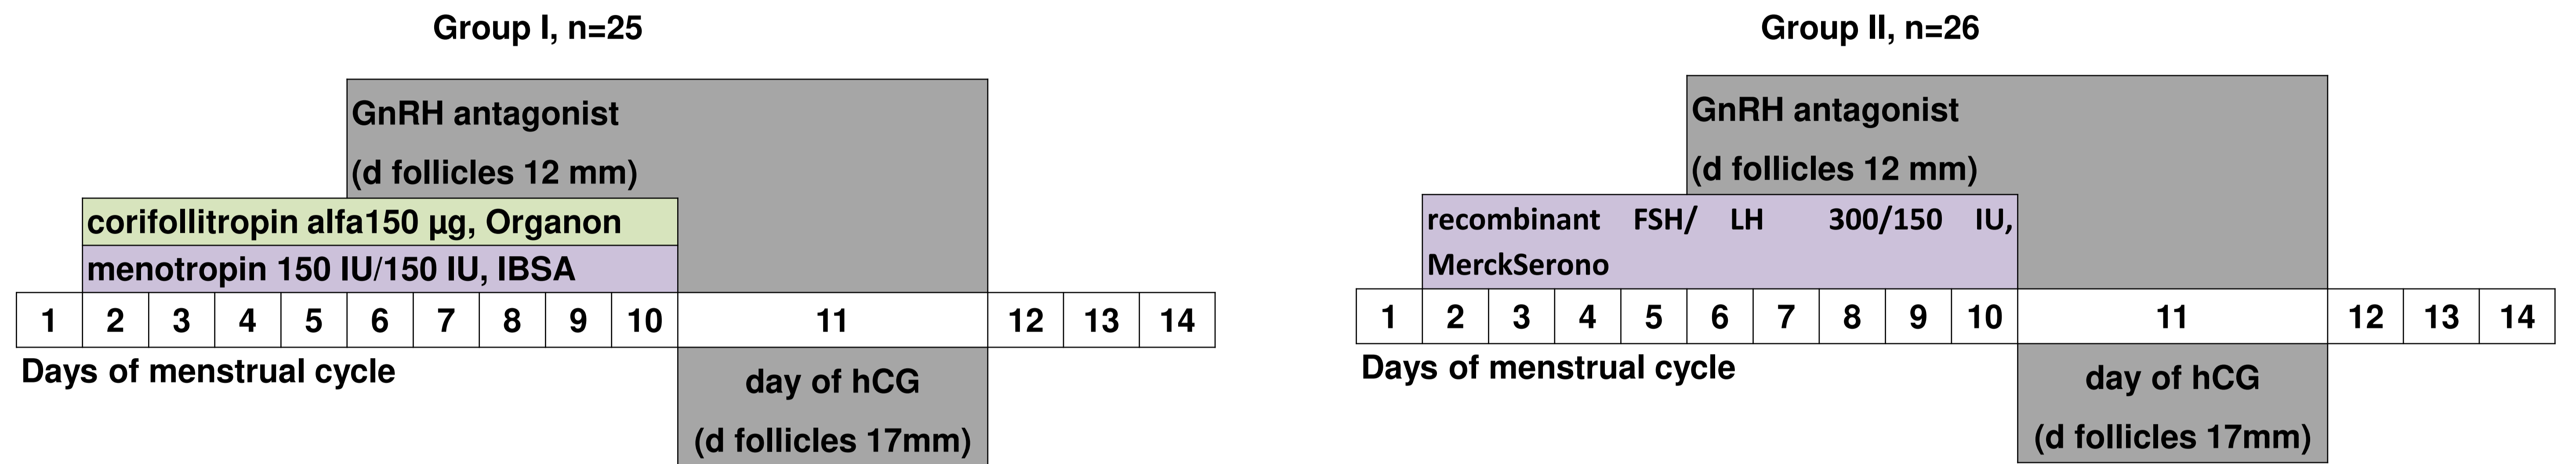 Group I, n=25
GnRH antagonist
(d follicles 12 mm)
corifollitropin alfa150 µg, Organon
menotropin 150 IU/150 IU, IBSA
1 2 3 4 5 6 7 8 9 10 11 12 13 14
Days of menstrual cycle
day of hCG
(d follicles 17mm)
Group II, n=26
GnRH antagonist
(d follicles 12 mm)
recombinant FSH/ LH 300/150 IU,
MerckSerono
1 2 3 4 5 6 7 8 9 10 11 12 13 14
Days of menstrual cycle
day of hCG
(d follicles 17mm)